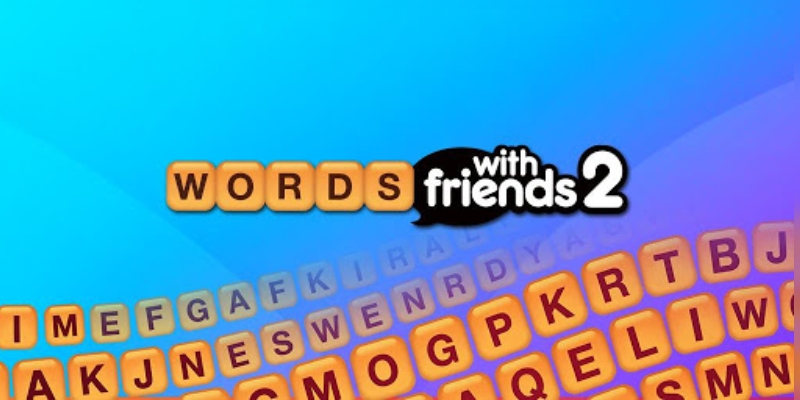 WORDS with friends 2
I M E F G A F K I R A L
A K J N E S W E N R D Y A G
G M O G P K R T B J
A Q E L I W
S M N